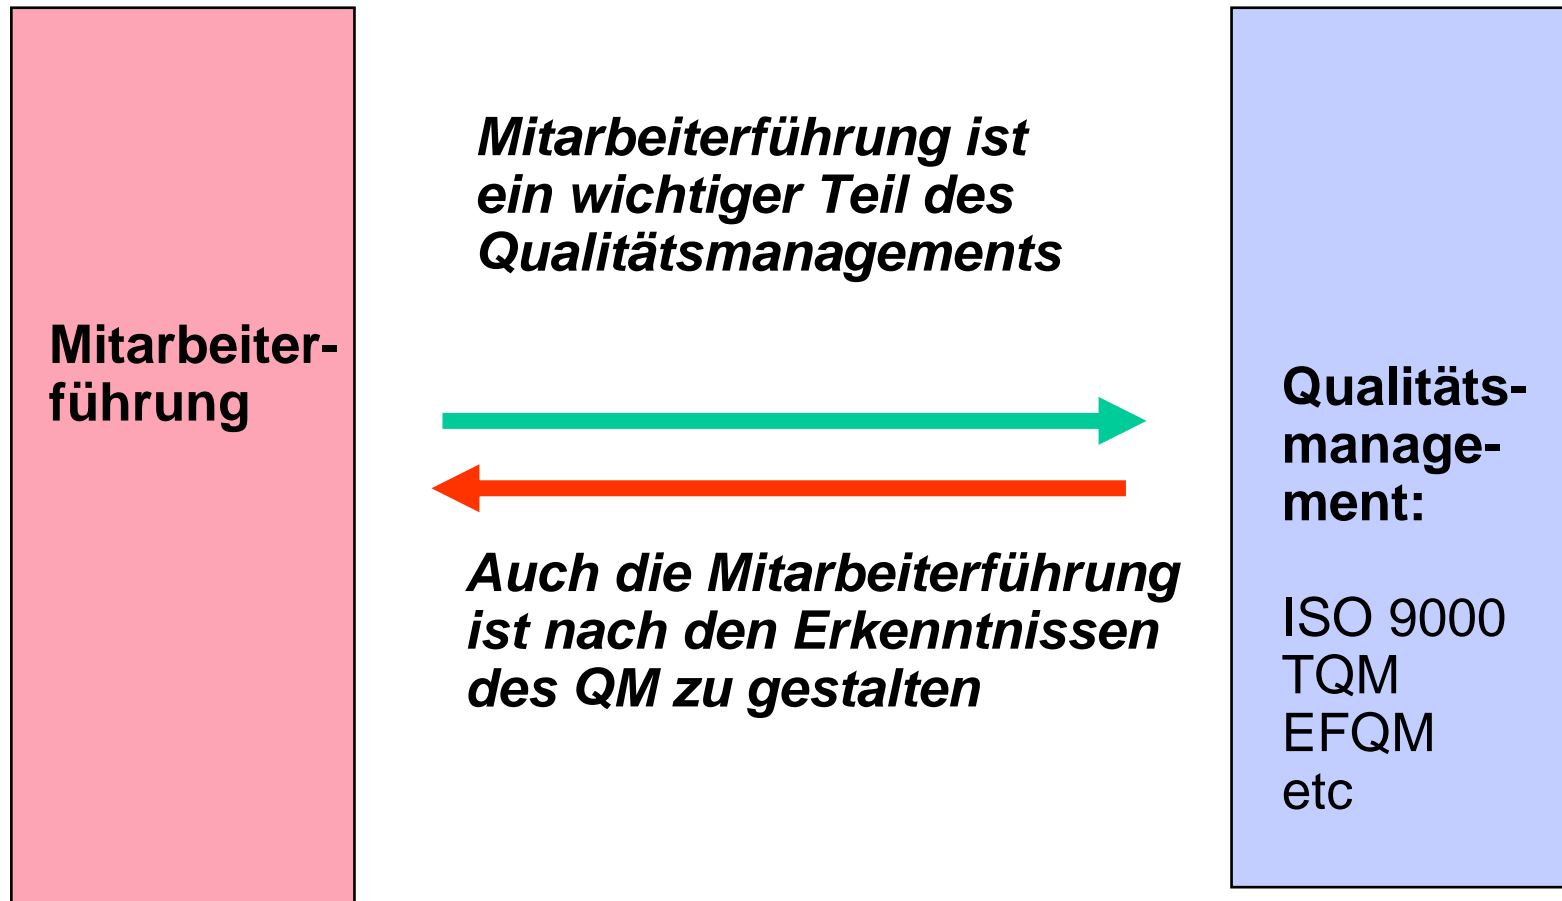 Mitarbeiter-
führung
Mitarbeiterführung ist
ein wichtiger Teil des
Qualitätsmanagements
Auch die Mitarbeiterführung
ist nach den Erkenntnissen
des QM zu gestalten
Qualitäts-
manage-
ment:
ISO 9000
TQM
EFQM
etc